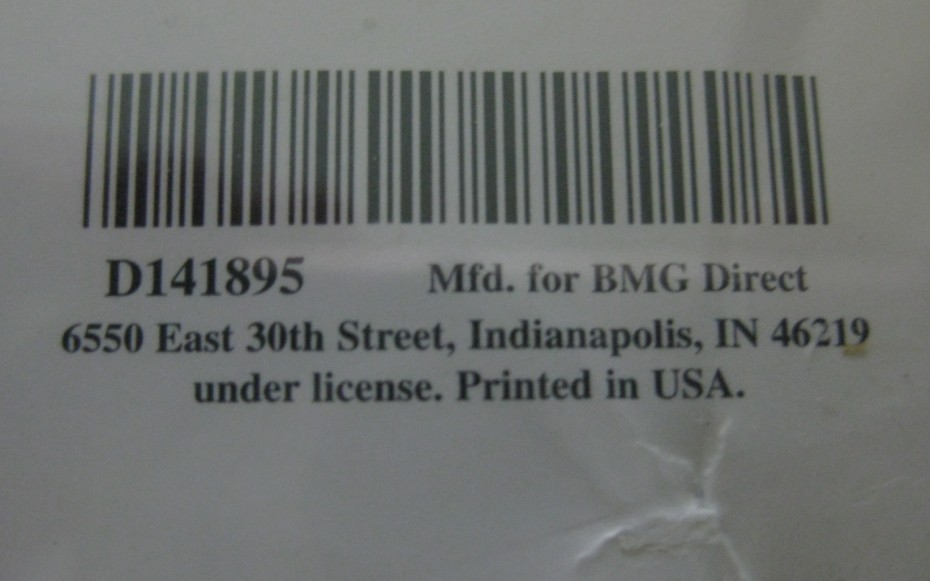 D141895 Mfd. for BMG Direct
6550 East 30th Street, Indianapolis, IN 46219
under license. Printed in USA.